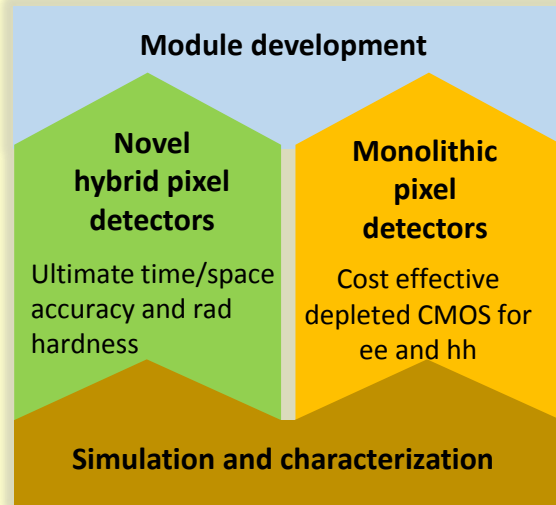 Module development
Novel
hybrid pixel
detectors
Ultimate time/space
accuracy and rad
hardness
Monolithic
pixel
detectors
Cost effective
depleted CMOS for
ee and hh
Simulation and characterization